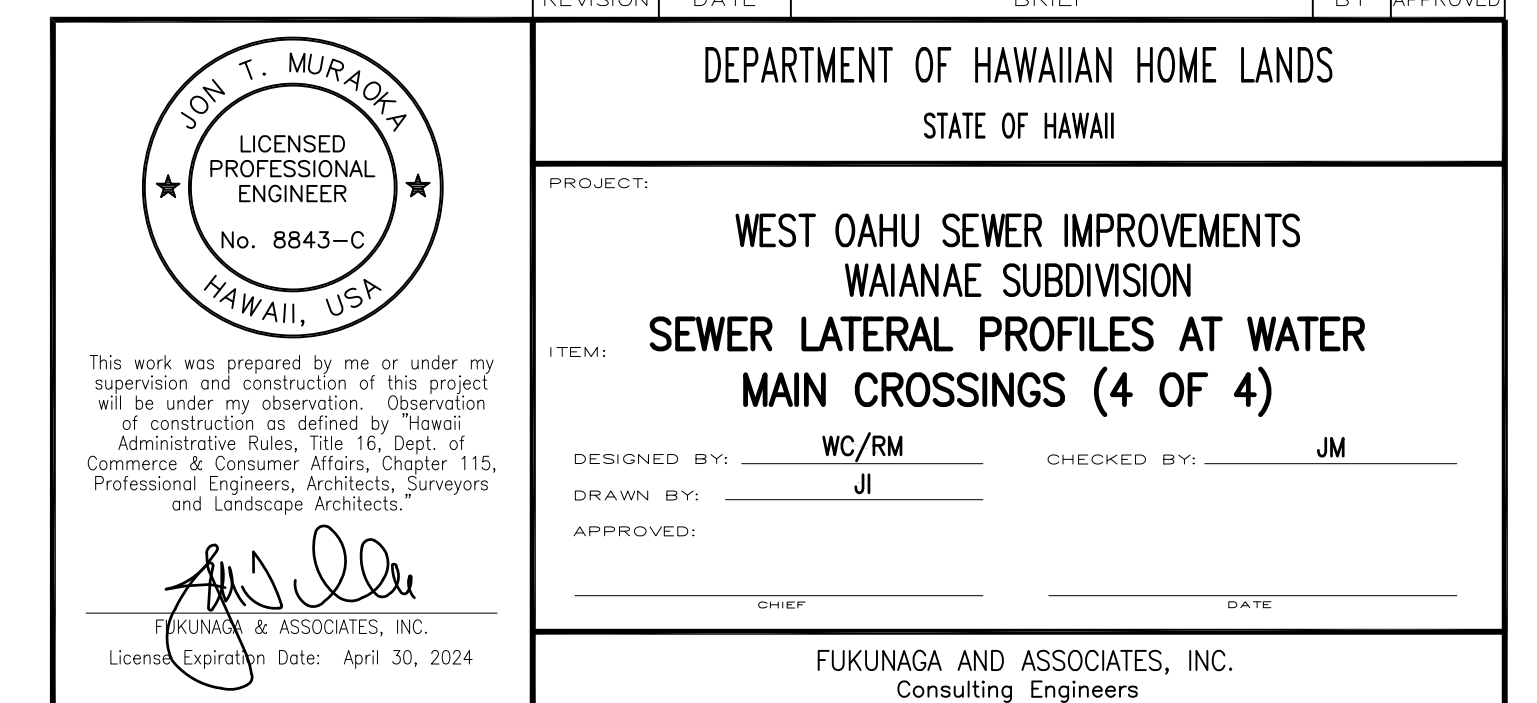 REVISION DATE BRIEF BY APPROVED
JON T. MURAOKA
LICENSED
PROFESSIONAL
ENGINEER
No. 8843-C
HAWAII, USA
This work was prepared by me or under my
supervision and construction of this project
will be under my observation. Observation
of construction as defined by "Hawaii
Administrative Rules, Title 16, Dept. of
Commerce & Consumer Affairs, Chapter 115,
Professional Engineers, Architects, Surveyors
and Landscape Architects."
FUKUNAGA & ASSOCIATES, INC.
License Expiration Date: April 30, 2024
DEPARTMENT OF HAWAIIAN HOME LANDS
STATE OF HAWAII
PROJECT:
WEST OAHU SEWER IMPROVEMENTS
WAIANAE SUBDIVISION
ITEM: SEWER LATERAL PROFILES AT WATER
MAIN CROSSINGS (4 OF 4)
DESIGNED BY: WC/RM CHECKED BY: JM
DRAWN BY: JI
APPROVED:
CHIEF DATE
FUKUNAGA AND ASSOCIATES, INC.
Consulting Engineers